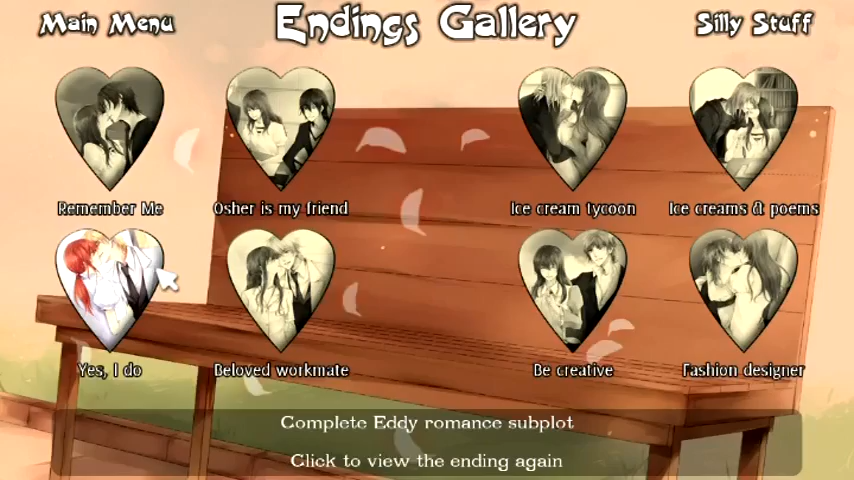 Main Menu
Endings Gallery
Silly Stuff
Remember Me
Osher is my friend
Ice cream tycoon
Ice creams & poems
Yes, I do
Beloved workmate
Be creative
Fashion designer
Complete Eddy romance subplot
Click to view the ending again